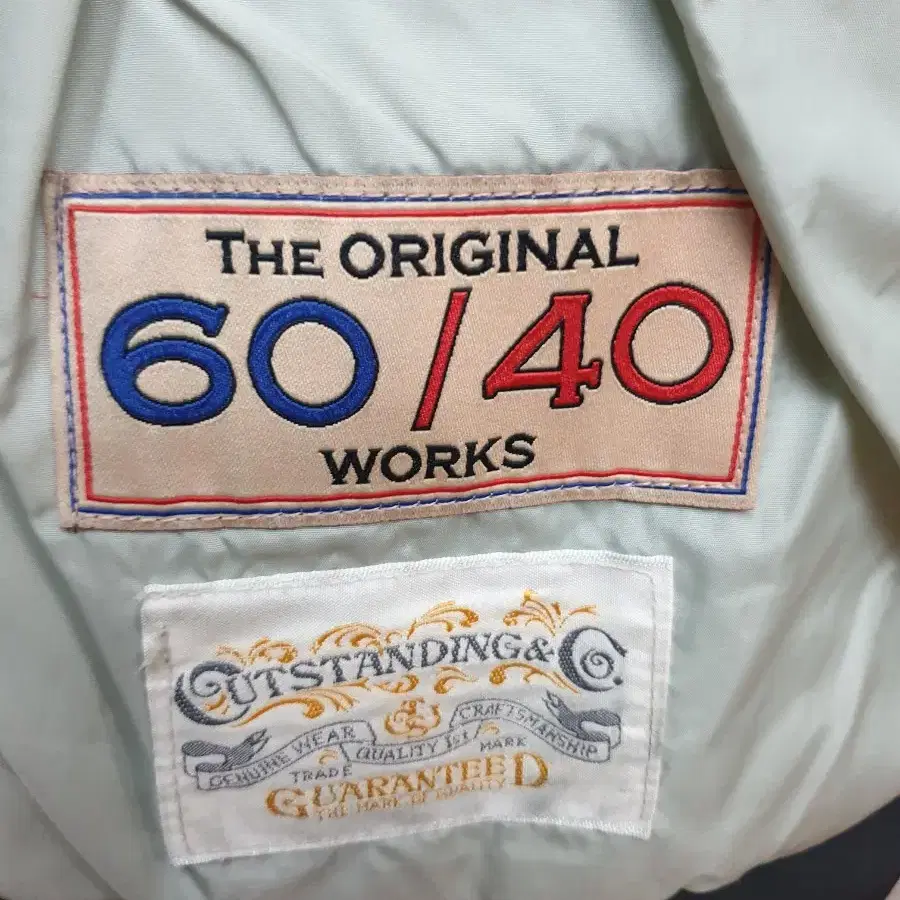 THE ORIGINAL
60/40
WORKS
OUTSTANDING & Co.
GENUINE WEAR QUALITY 1ST CRAFTSMANSHIP
TRADE MARK
GUARANTEED
THE MARK OF QUALITY